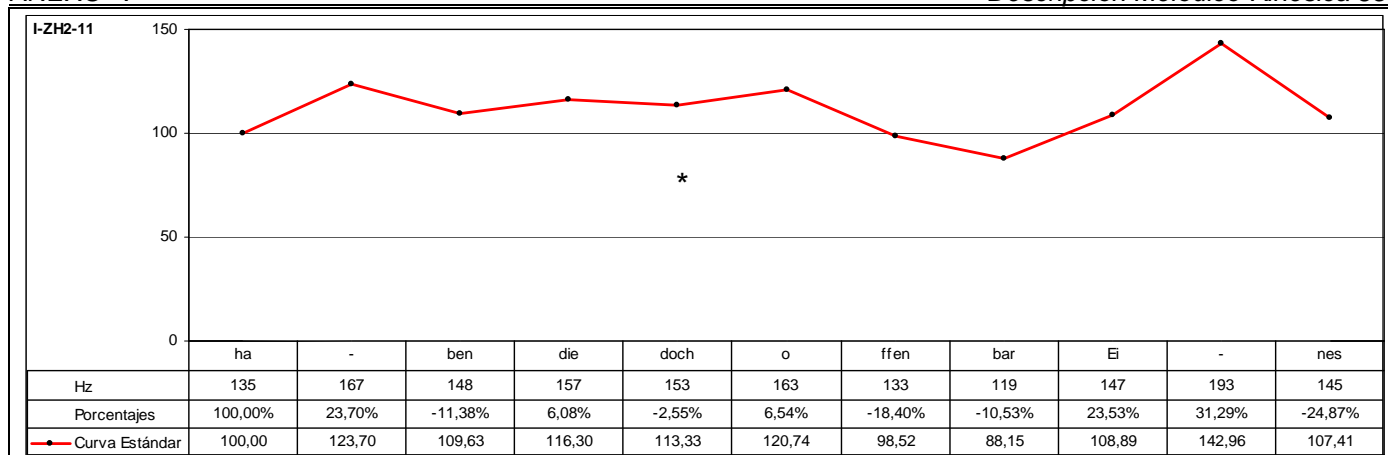 I-ZH2-11
150
100
*
50
0
ha - ben die doch o ffen bar Ei - nes
Hz 135 167 148 157 153 163 133 119 147 193 145
Porcentajes 100,00% 23,70% -11,38% 6,08% -2,55% 6,54% -18,40% -10,53% 23,53% 31,29% -24,87%
Curva Estándar 100,00 123,70 109,63 116,30 113,33 120,74 98,52 88,15 108,89 142,96 107,41